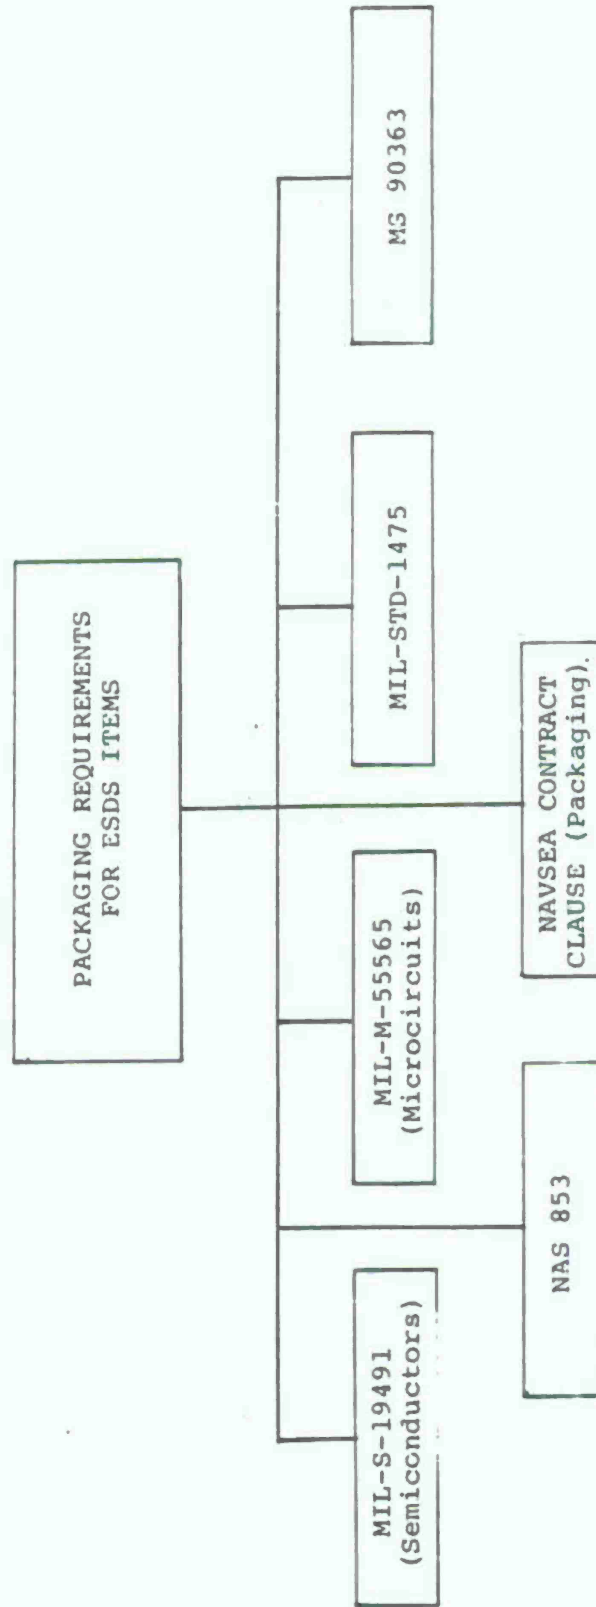 PACKAGING REQUIREMENTS
FOR ESDS ITEMS
MIL-S-19491
(Semiconductors)
MIL-M-55565
(Microcircuits)
MIL-STD-1475
MS 90363
NAS 853
NAVSEA CONTRACT
CLAUSE (Packaging).